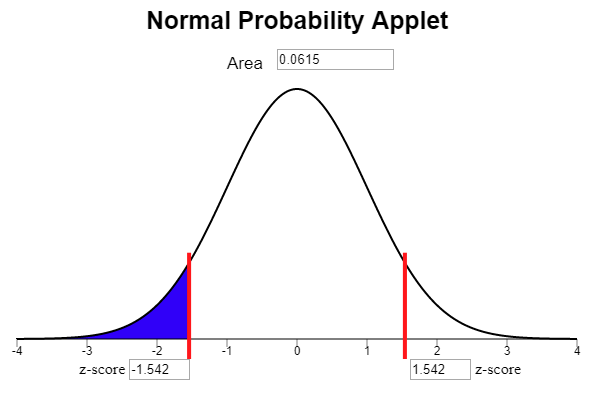 Normal Probability Applet
Area 0.0615
-4 -3 -2 -1 0 1 2 3 4
z-score -1.542 1.542 z-score